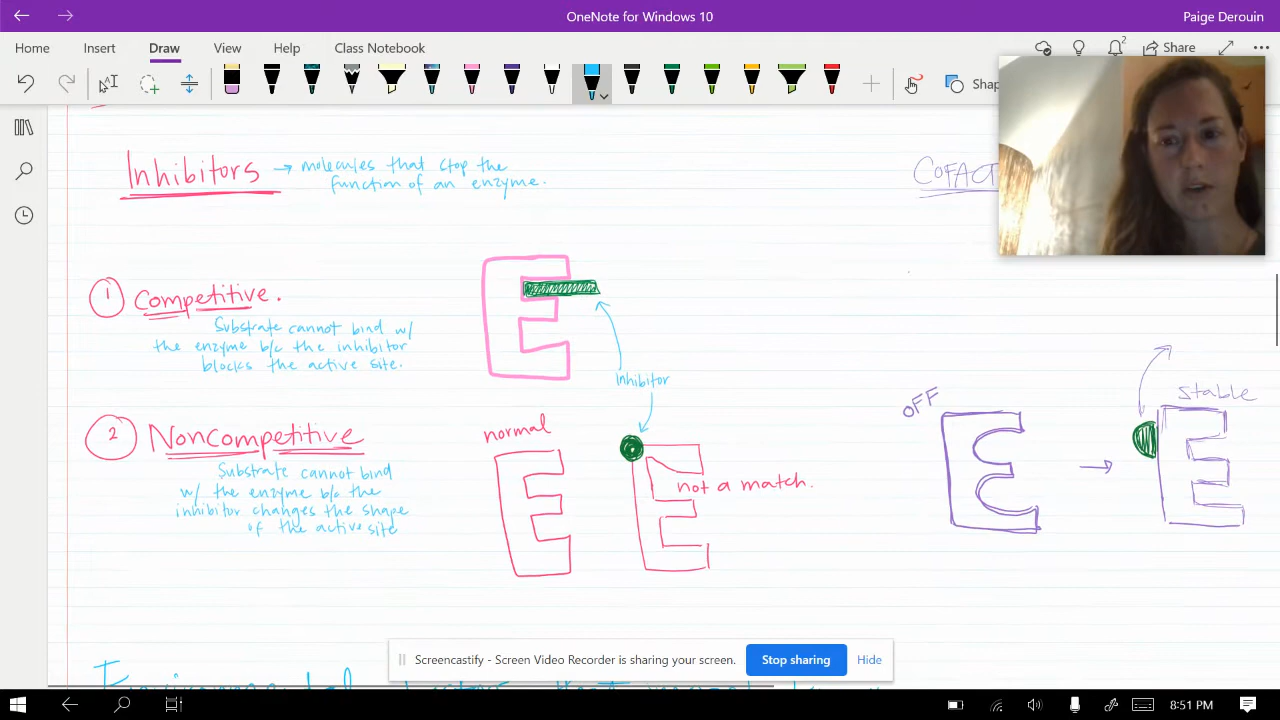 OneNote for Windows 10
Paige Derouin
Home Insert Draw View Help Class Notebook
2
Share
Shap
Inhibitors → molecules that stop the
function of an enzyme.
COFACT
1 Competitive.
Substrate cannot bind w/
the enzyme b/c the inhibitor
blocks the active site.
Inhibitor
2 Noncompetitive
Substrate cannot bind
w/ the enzyme b/c the
inhibitor changes the shape
of the active site
normal
not a match.
OFF
stable
Screencastify - Screen Video Recorder is sharing your screen.
Stop sharing
Hide
8:51 PM